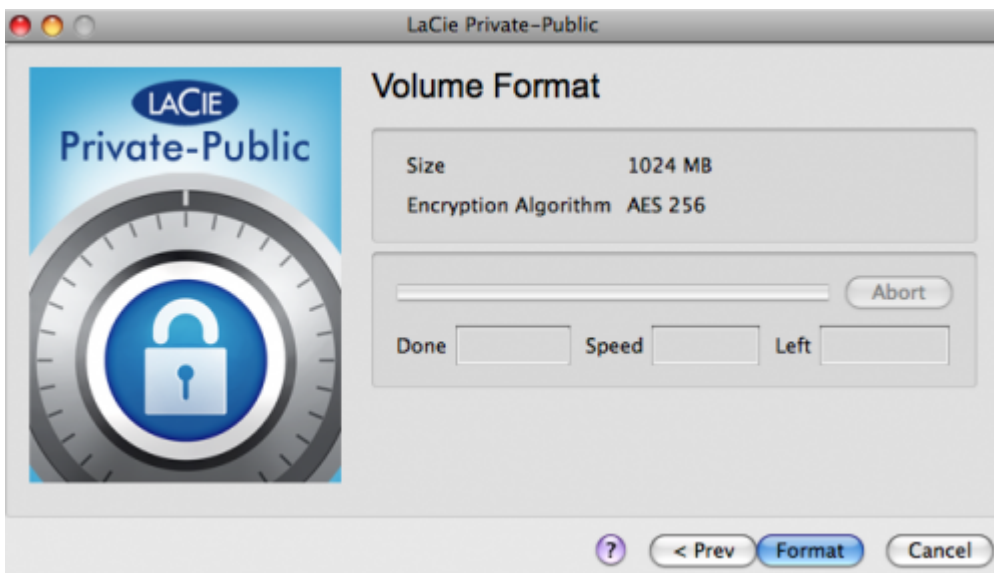 LaCie Private-Public
LACIE
Private-Public
Volume Format
Size 1024 MB
Encryption Algorithm AES 256
Abort
Done Speed Left
? < Prev Format Cancel